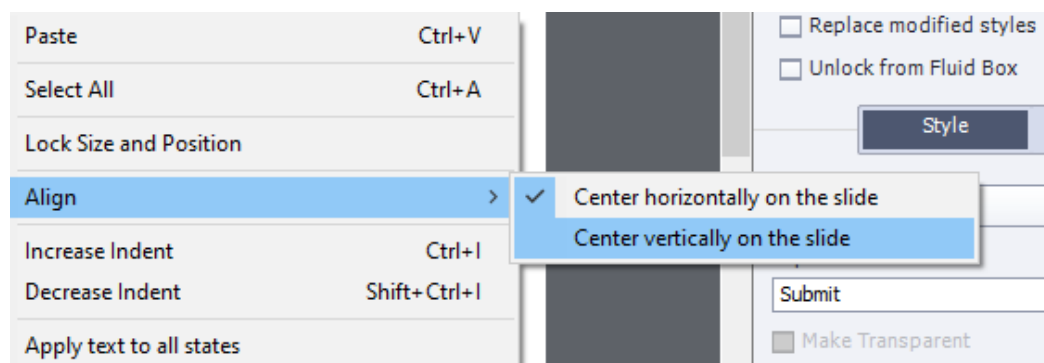 Paste Ctrl+V
Select All Ctrl+A
Lock Size and Position
Align
Increase Indent Ctrl+I
Decrease Indent Shift+Ctrl+I
Apply text to all states
Center horizontally on the slide
Center vertically on the slide
Replace modified styles
Unlock from Fluid Box
Style
Submit
Make Transparent